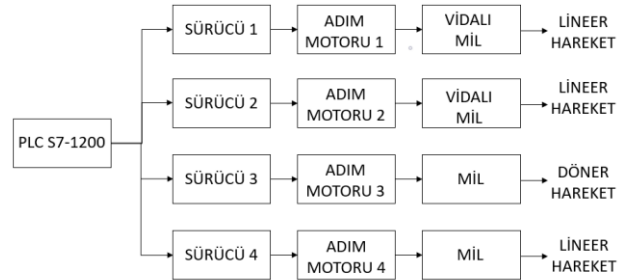 SÜRÜCÜ 1
ADIM
MOTORU 1
VİDALI
MİL
LİNEER
HAREKET
SÜRÜCÜ 2
ADIM
MOTORU 2
VİDALI
MİL
LİNEER
HAREKET
PLC S7-1200
SÜRÜCÜ 3
ADIM
MOTORU 3
MİL
DÖNER
HAREKET
SÜRÜCÜ 4
ADIM
MOTORU 4
MİL
LİNEER
HAREKET